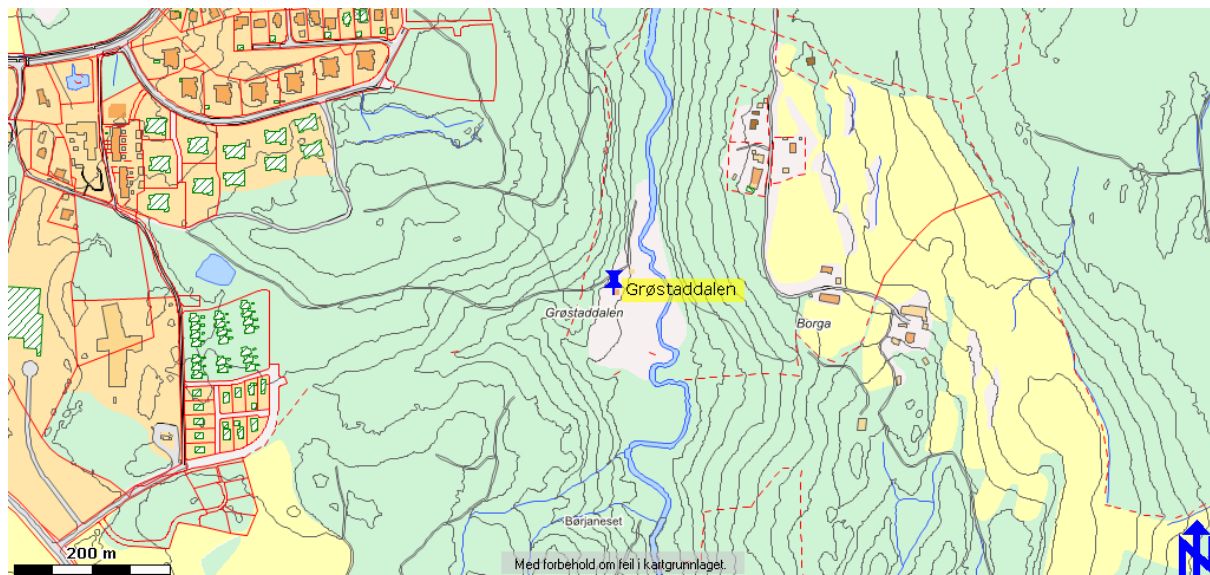 Grøstaddalen
Grøstaddalen
Borga
Børjaneset
200 m
Med forbehold om feil i kartgrunnlaget.
N